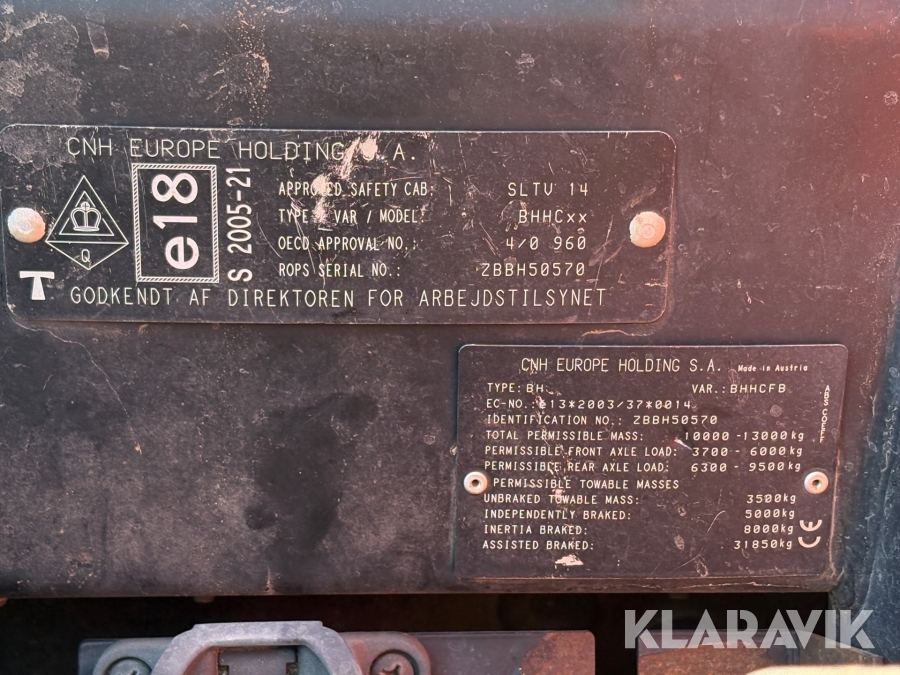 CNH EUROPE HOLDING S.A.
Q
e18
S 2005-21
APPROVED SAFETY CAB: SLTV 14
TYPE / VAR / MODEL: BHHCxx
OECD APPROVAL NO.: 4/0 960
ROPS SERIAL NO.: ZBBH50570
GODKENDT AF DIREKTOREN FOR ARBEJDSTILSYNET
CNH EUROPE HOLDING S.A. Made in Austria
TYPE: BH VAR.: BHHCFB
EC-NO.: e13*2003/37*0014
IDENTIFICATION NO.: ZBBH50570
TOTAL PERMISSIBLE MASS: 10000 -13000kg
PERMISSIBLE FRONT AXLE LOAD: 3700 - 6000kg
PERMISSIBLE REAR AXLE LOAD: 6300 - 9500kg
PERMISSIBLE TOWABLE MASSES
UNBRAKED TOWABLE MASS: 3500kg
INDEPENDENTLY BRAKED: 5000kg
INERTIA BRAKED: 8000kg
ASSISTED BRAKED: 31850kg
CE
KLARAVIK